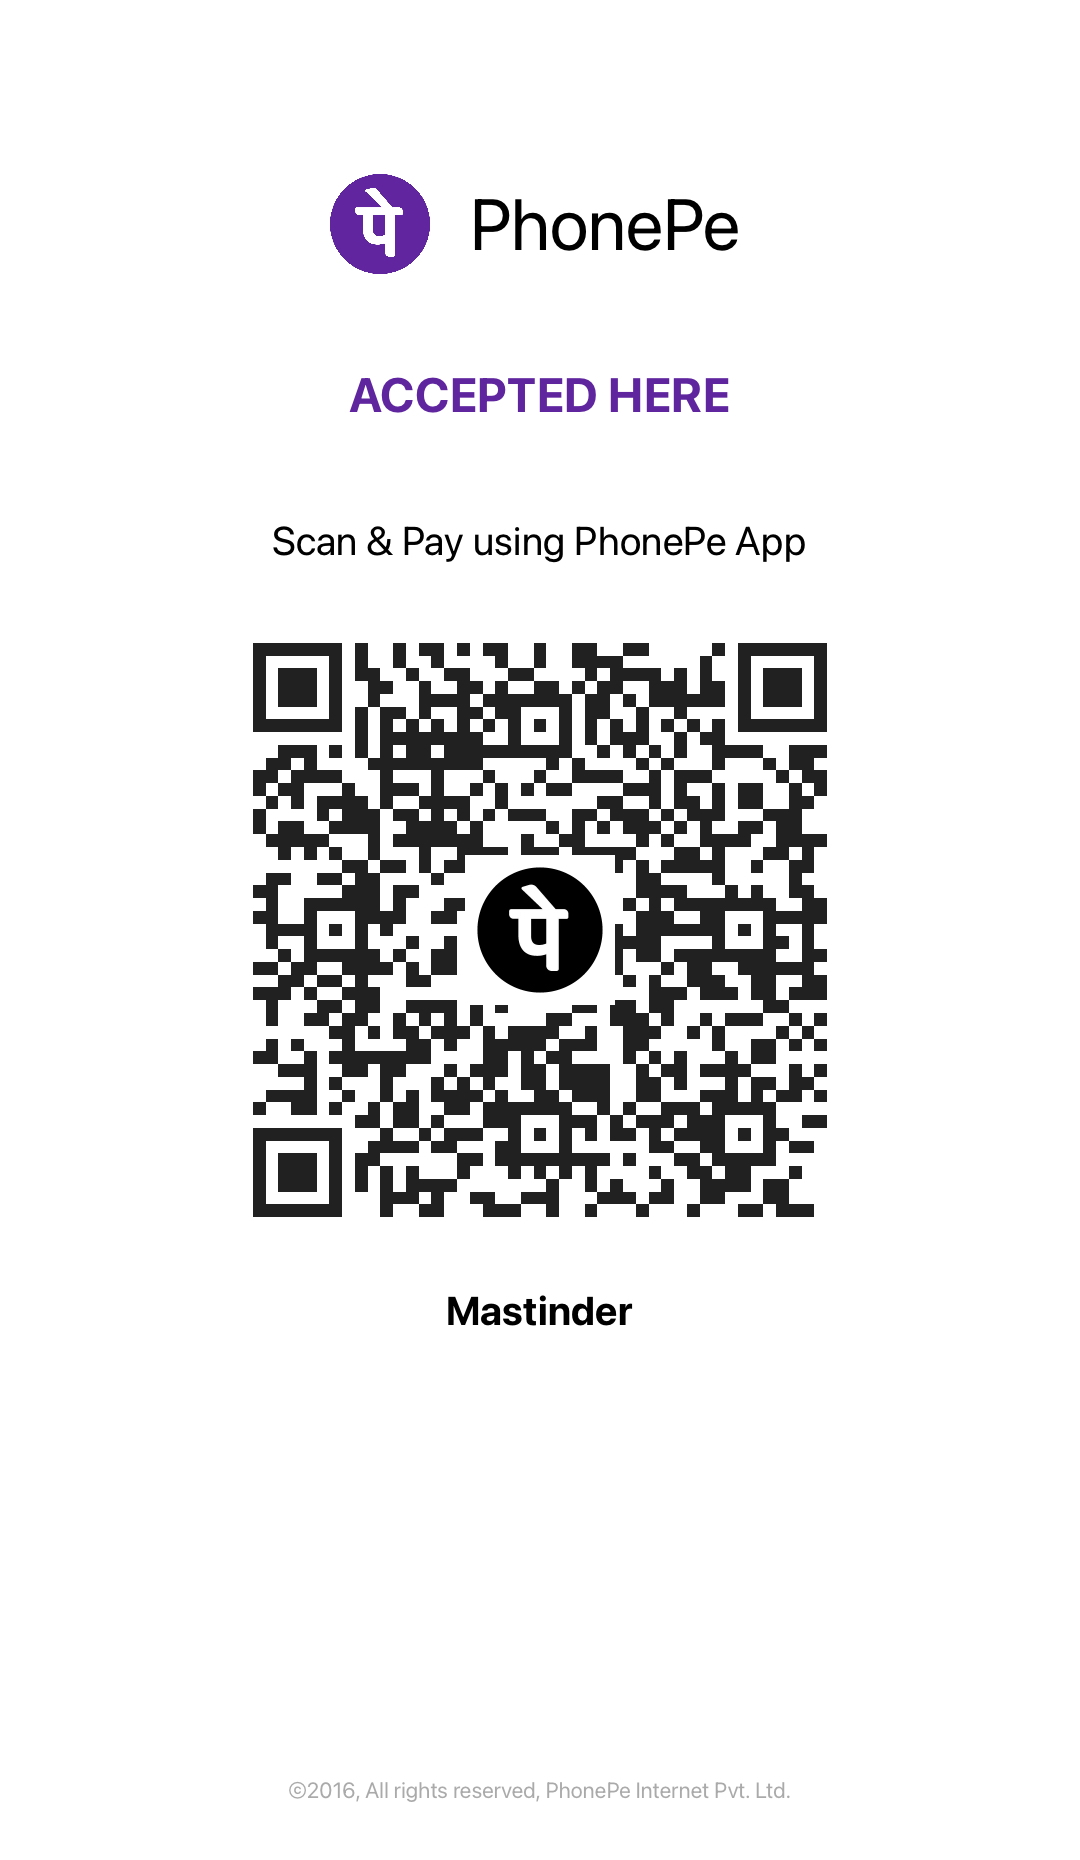 पे PhonePe
ACCEPTED HERE
Scan & Pay using PhonePe App
पे
Mastinder
©2016, All rights reserved, PhonePe Internet Pvt. Ltd.